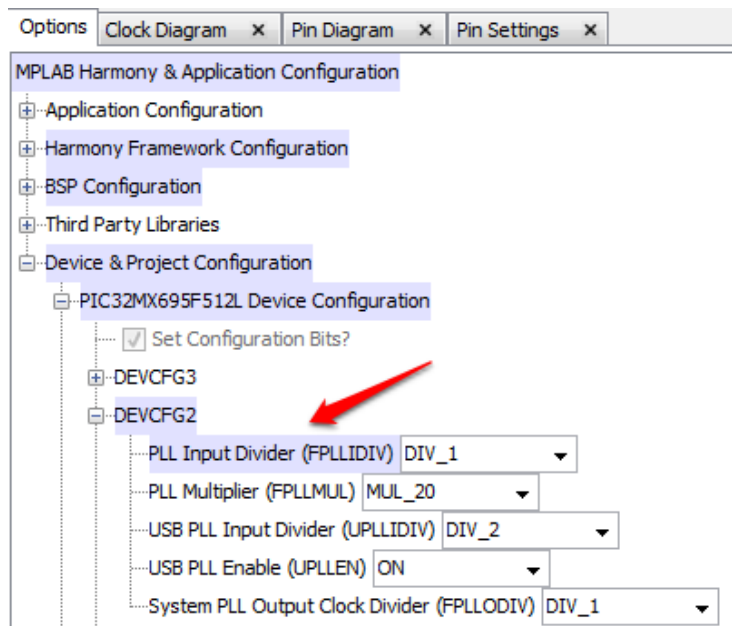 Options Clock Diagram × Pin Diagram × Pin Settings ×
MPLAB Harmony & Application Configuration
Application Configuration
Harmony Framework Configuration
BSP Configuration
Third Party Libraries
Device & Project Configuration
PIC32MX695F512L Device Configuration
Set Configuration Bits?
DEVCFG3
DEVCFG2
PLL Input Divider (FPLLIDIV) DIV_1
PLL Multiplier (FPLLMUL) MUL_20
USB PLL Input Divider (UPLLIDIV) DIV_2
USB PLL Enable (UPLLEN) ON
System PLL Output Clock Divider (FPLLODIV) DIV_1